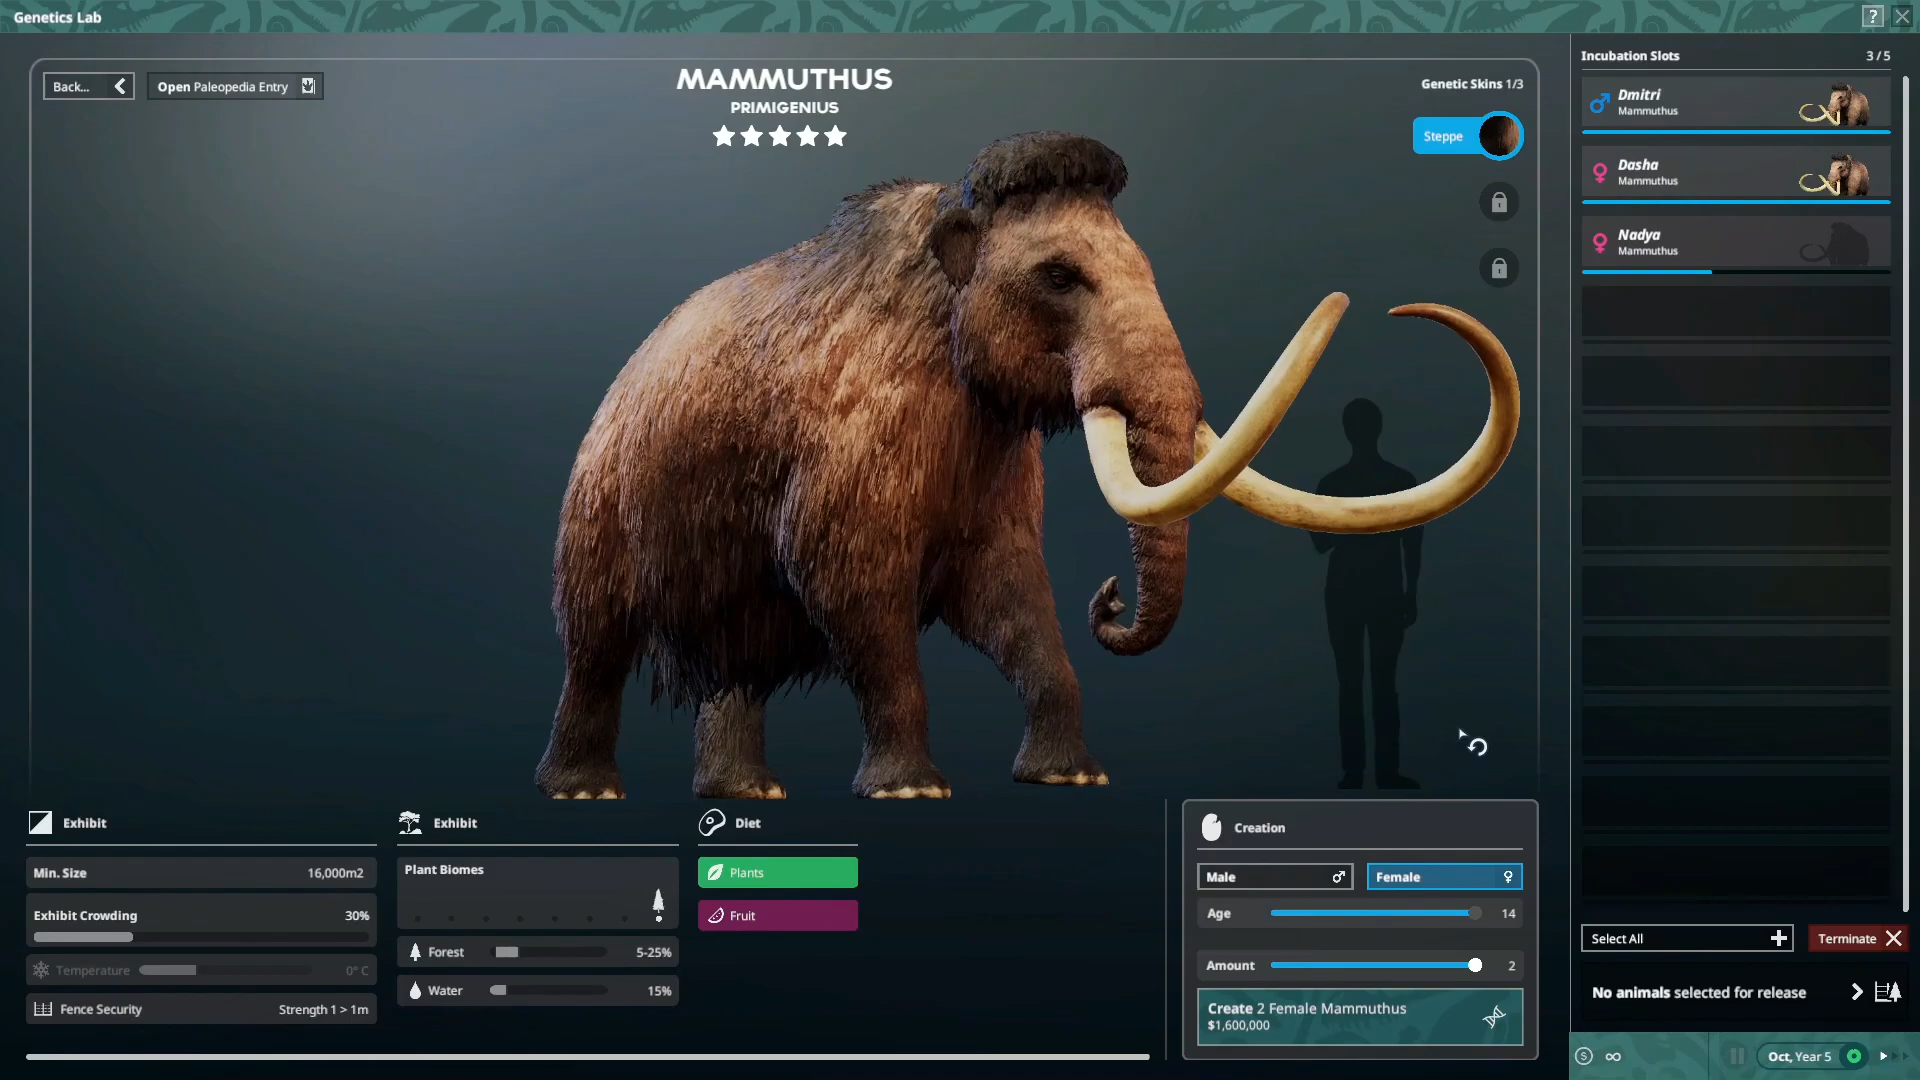 Genetics Lab
?
Back...
Open Paleopedia Entry
MAMMUTHUS
PRIMIGENIUS
Genetic Skins 1/3
Steppe
Incubation Slots
3 / 5
Dmitri
Mammuthus
Dasha
Mammuthus
Nadya
Mammuthus
Exhibit
Min. Size
16,000m2
Exhibit Crowding
30%
Temperature
0° C
Fence Security
Strength 1 > 1m
Exhibit
Plant Biomes
Forest
5-25%
Water
15%
Diet
Plants
Fruit
Creation
Male
Female
Age
14
Amount
2
Create 2 Female Mammuthus
$1,600,000
Select All
Terminate
No animals selected for release
Oct, Year 5